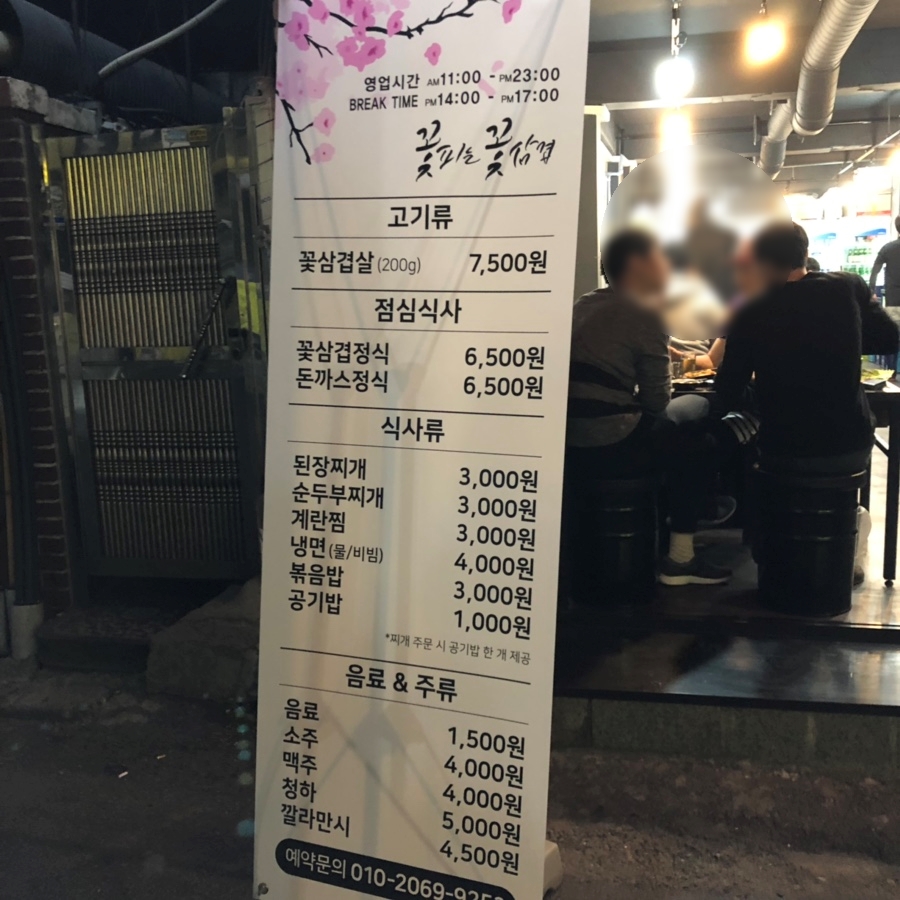 영업시간 AM11:00 - PM23:00
BREAK TIME PM14:00 - PM17:00
꽃피는 꽃삼겹
고기류
꽃삼겹살 (200g) 7,500원
점심식사
꽃삼겹정식 6,500원
돈까스정식 6,500원
식사류
된장찌개 3,000원
순두부찌개 3,000원
계란찜 3,000원
냉면 (물/비빔) 4,000원
볶음밥 3,000원
공기밥 1,000원
*찌개 주문 시 공기밥 한 개 제공
음료 & 주류
음료 1,500원
소주 4,000원
맥주 4,000원
청하 5,000원
깔라만시 4,500원
예약문의 010-2069-